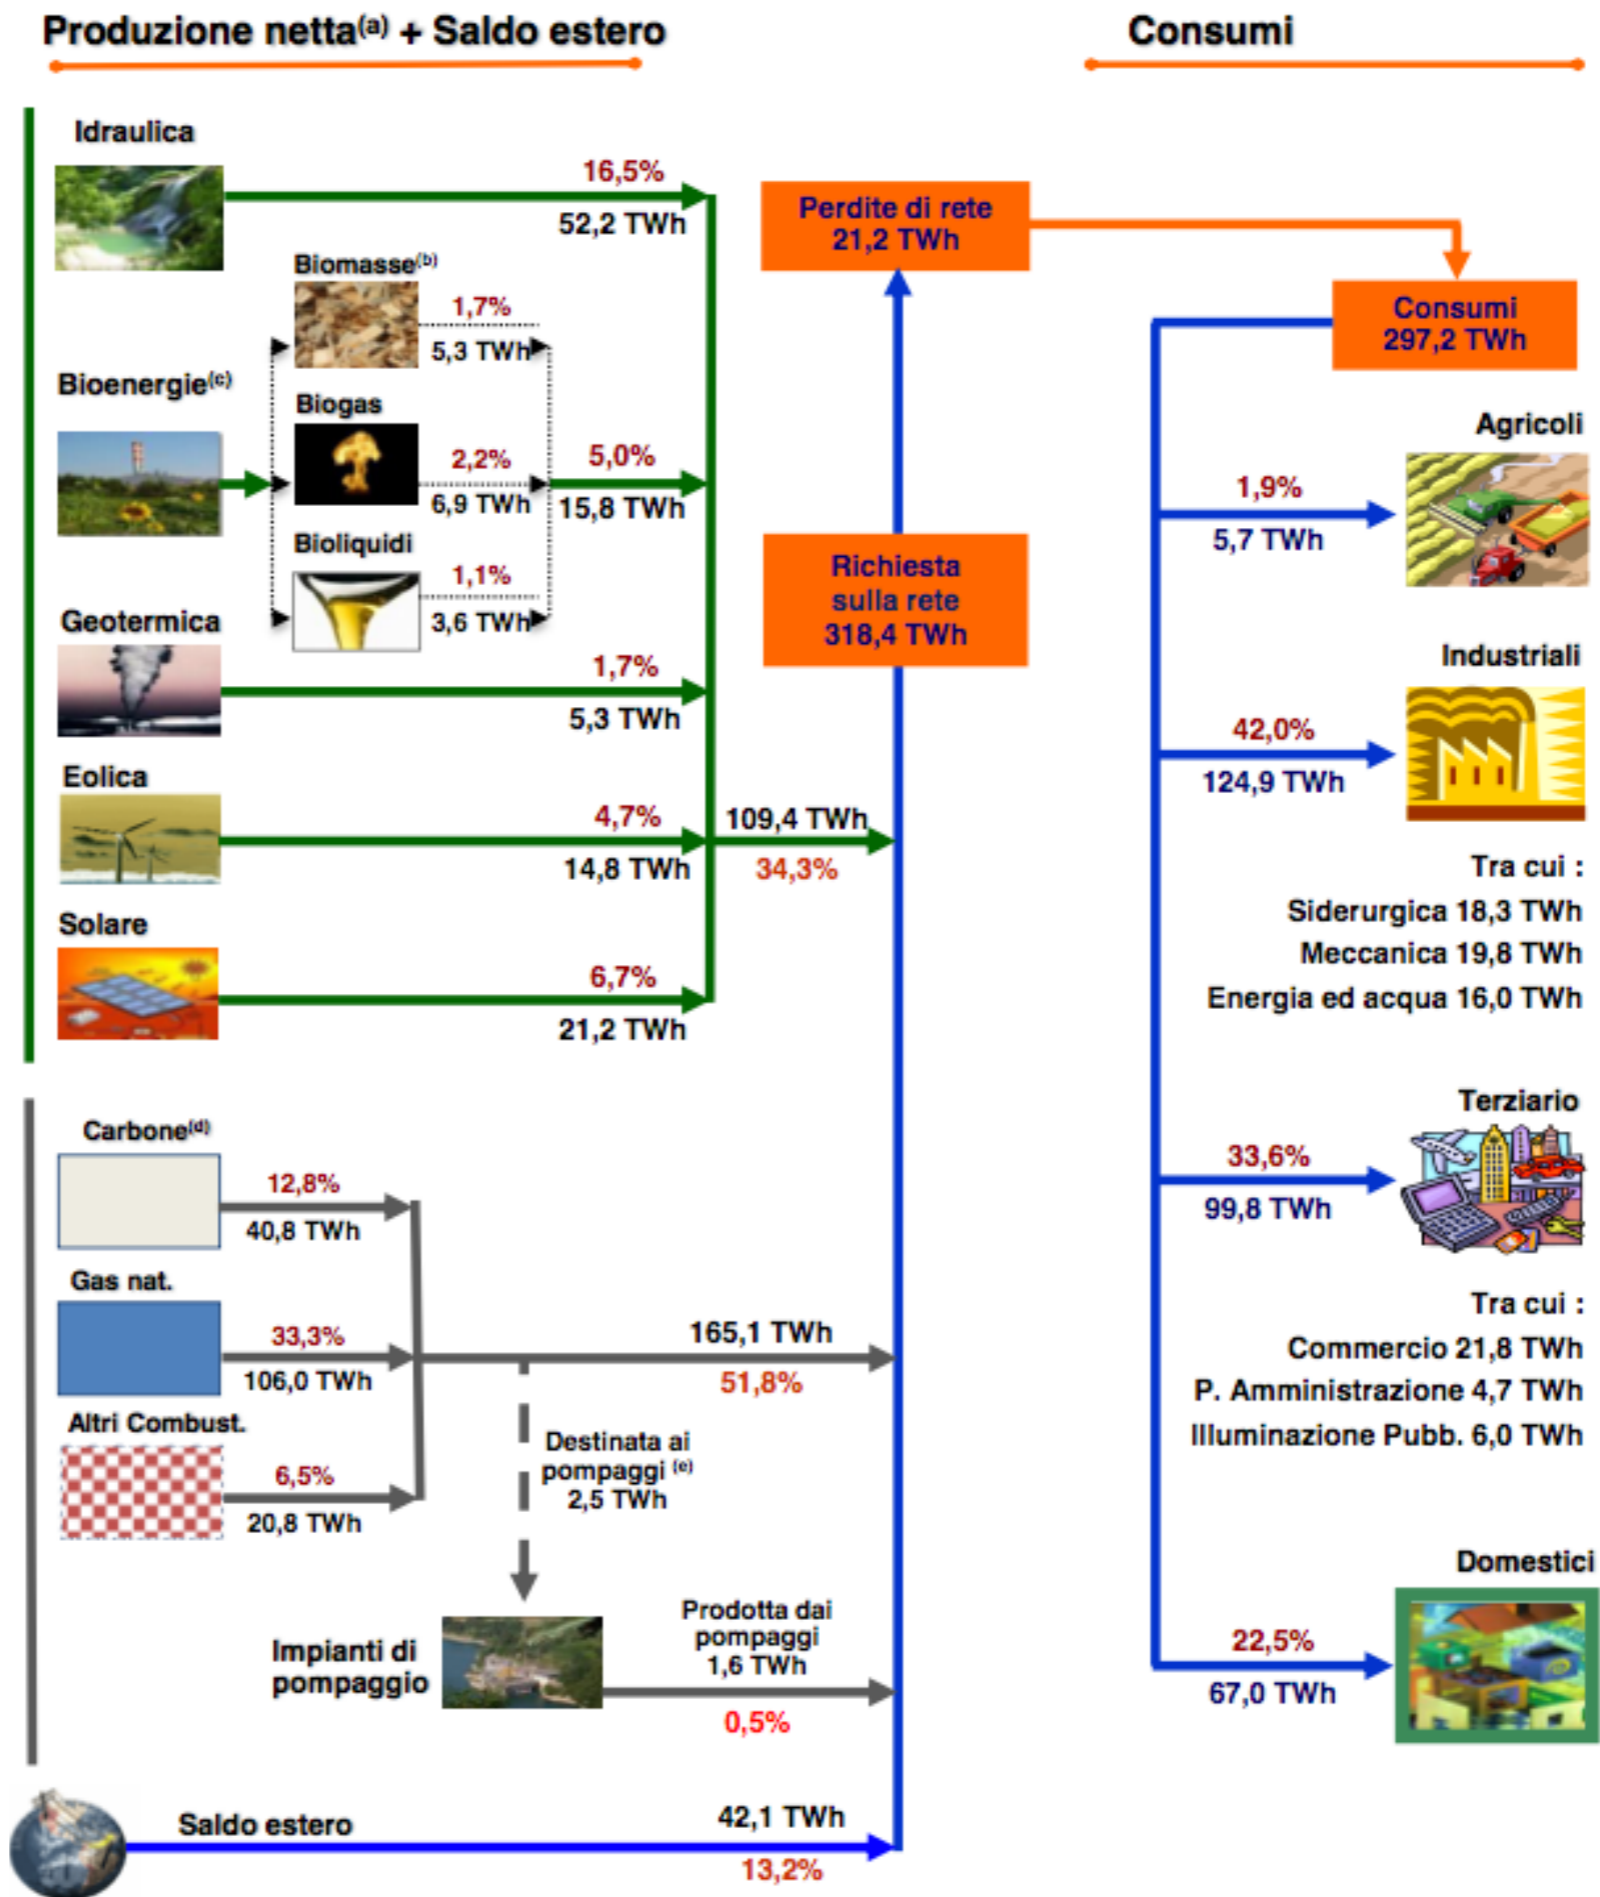 Produzione netta(a) + Saldo estero
Consumi
Idraulica
16,5%
52,2 TWh
Biomasse(b)
1,7%
5,3 TWh
Bioenergie(c)
Biogas
2,2%
6,9 TWh
5,0%
15,8 TWh
Bioliquidi
1,1%
3,6 TWh
Geotermica
1,7%
5,3 TWh
Eolica
4,7%
14,8 TWh
109,4 TWh
34,3%
Solare
6,7%
21,2 TWh
Carbone(d)
12,8%
40,8 TWh
Gas nat.
33,3%
106,0 TWh
165,1 TWh
51,8%
Altri Combust.
6,5%
20,8 TWh
Destinata ai
pompaggi (e)
2,5 TWh
Impianti di
pompaggio
Prodotta dai
pompaggi
1,6 TWh
0,5%
Saldo estero
42,1 TWh
13,2%
Perdite di rete
21,2 TWh
Richiesta
sulla rete
318,4 TWh
Consumi
297,2 TWh
Agricoli
1,9%
5,7 TWh
Industriali
42,0%
124,9 TWh
Tra cui :
Siderurgica 18,3 TWh
Meccanica 19,8 TWh
Energia ed acqua 16,0 TWh
Terziario
33,6%
99,8 TWh
Tra cui :
Commercio 21,8 TWh
P. Amministrazione 4,7 TWh
Illuminazione Pubb. 6,0 TWh
Domestici
22,5%
67,0 TWh